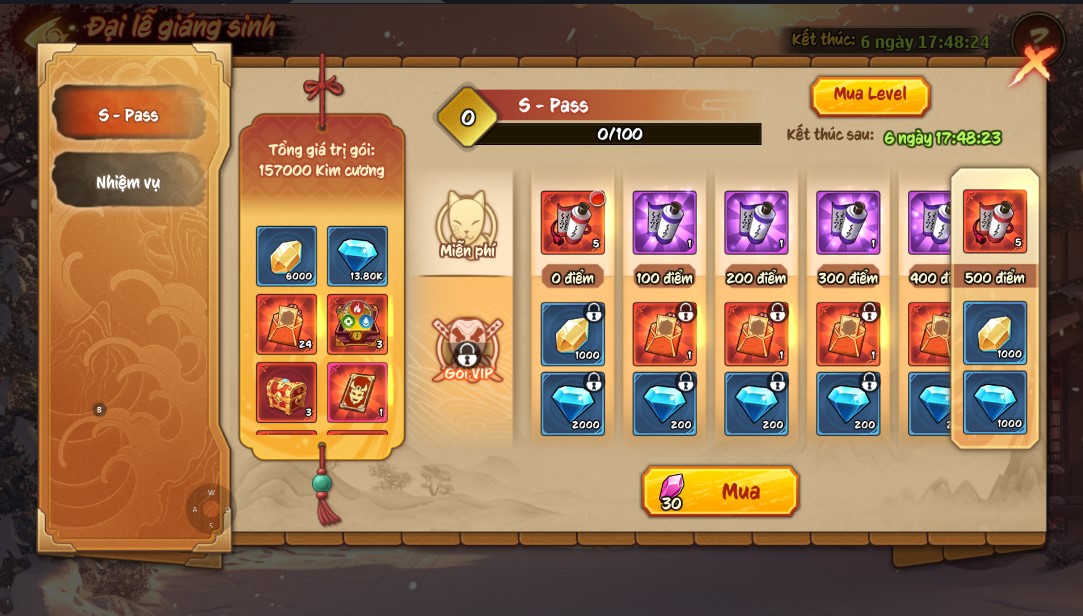 Đại lễ giáng sinh
Kết thúc: 6 ngày 17:48:24
?
S - Pass
Nhiệm vụ
Tổng giá trị gói:
157000 Kim cương
6000
13.80K
24
3
3
1
0
S - Pass
0/100
Mua Level
Kết thúc sau: 6 ngày 17:48:23
Miễn phí
5
1
1
1
5
0 điểm
100 điểm
200 điểm
300 điểm
400 đi
500 điểm
Gói VIP
1000
1
1
1
1000
2000
200
200
200
2
1000
30
Mua
B
W
A
D
S